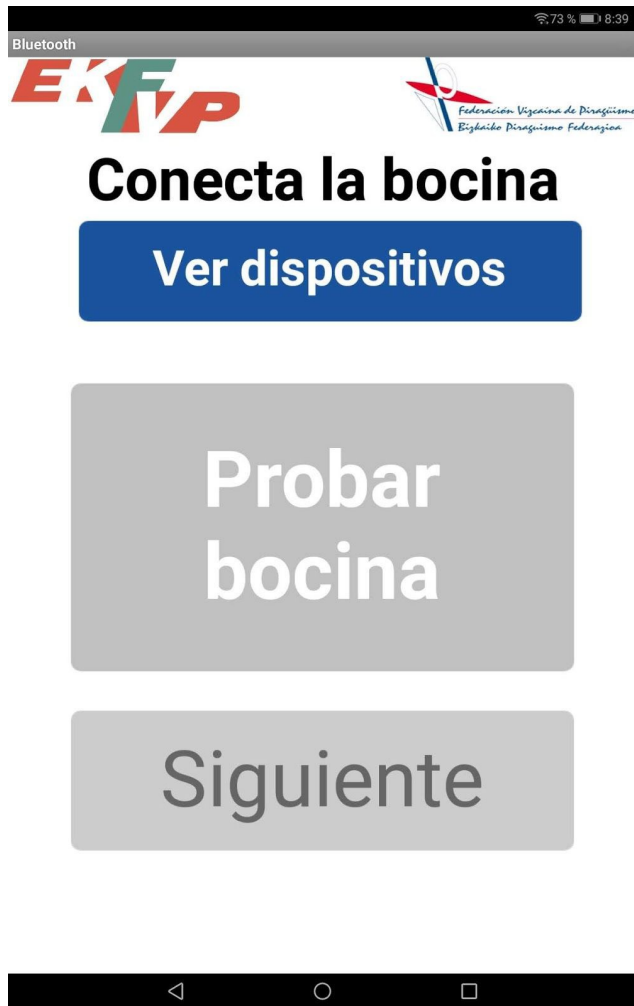 73 % 8:39
Bluetooth
EKFVP
Federación Vizcaína de Piragüismo
Bizkaiko Piraguismo Federazioa
Conecta la bocina
Ver dispositivos
Probar
bocina
Siguiente